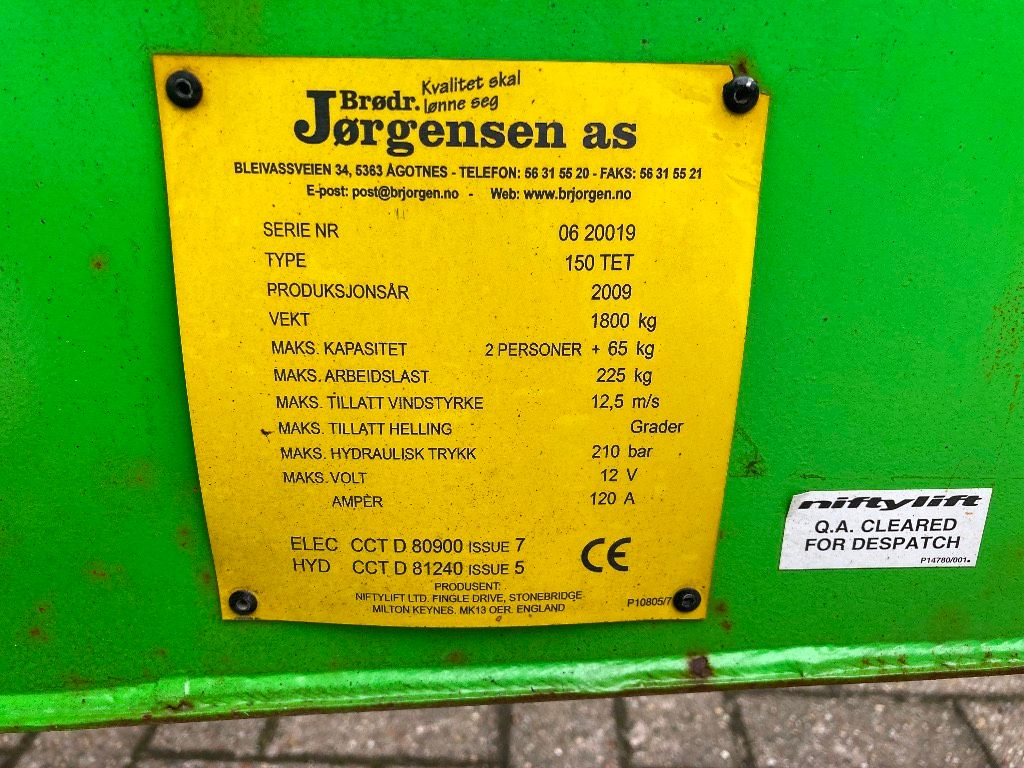 Kvalitet skal
lønne seg
Brødr.
Jørgensen as
BLEIVASSVEIEN 34, 5363 ÅGOTNES - TELEFON: 56 31 55 20 - FAKS: 56 31 55 21
E-post: post@brjorgen.no - Web: www.brjorgen.no
SERIE NR 06 20019
TYPE 150 TET
PRODUKSJONSÅR 2009
VEKT 1800 kg
MAKS. KAPASITET 2 PERSONER + 65 kg
MAKS. ARBEIDSLAST 225 kg
MAKS. TILLATT VINDSTYRKE 12,5 m/s
MAKS. TILLATT HELLING Grader
MAKS. HYDRAULISK TRYKK 210 bar
MAKS. VOLT 12 V
AMPÈR 120 A
ELEC CCT D 80900 ISSUE 7
HYD CCT D 81240 ISSUE 5
CE
PRODUSENT
NIFTYLIFT LTD. FINGLE DRIVE, STONEBRIDGE
MILTON KEYNES. MK13 OER. ENGLAND
P10805/7
niftylift
Q.A. CLEARED
FOR DESPATCH
P14780/001